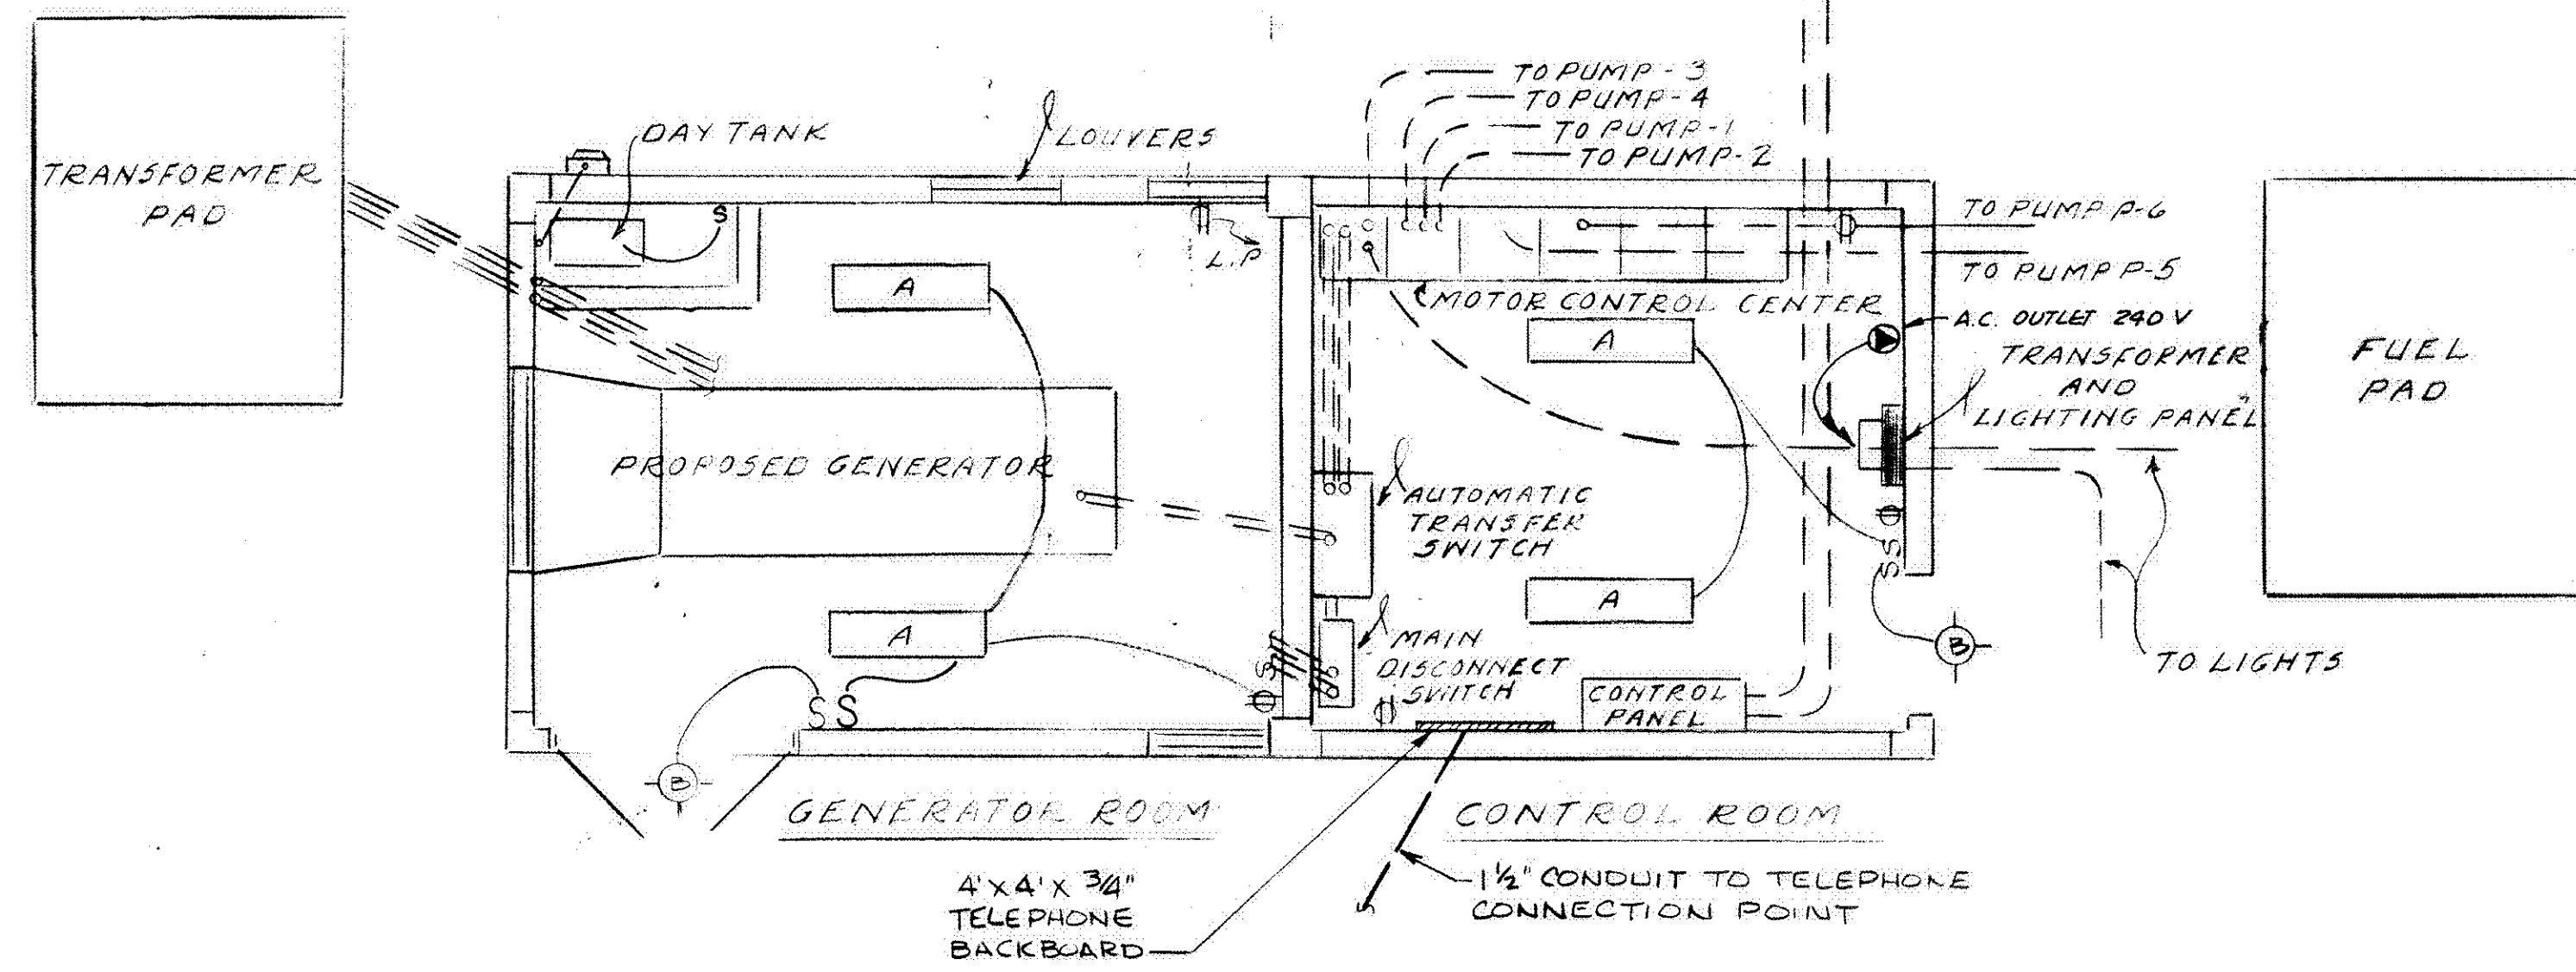 TO PUMP-3
TO PUMP-4
TO PUMP-1
TO PUMP-2
DAY TANK
LOUVERS
TRANSFORMER
PAD
S
L.P
TO PUMP P-6
TO PUMP P-5
A
MOTOR CONTROL CENTER
A
A.C. OUTLET 240 V
TRANSFORMER
AND
LIGHTING PANEL
FUEL
PAD
PROPOSED GENERATOR
AUTOMATIC
TRANSFER
SWITCH
S
S
A
A
MAIN
DISCONNECT
SWITCH
S
B
TO LIGHTS
CONTROL
PANEL
S S
B
GENERATOR ROOM
CONTROL ROOM
4' X 4' X 3/4"
TELEPHONE
BACKBOARD
1 1/2" CONDUIT TO TELEPHONE
CONNECTION POINT